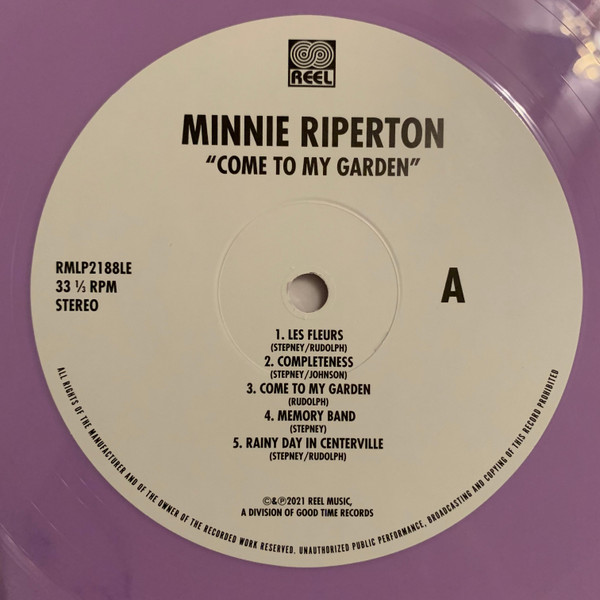 REEL
MINNIE RIPERTON
"COME TO MY GARDEN"
RMLP2188LE
33 ⅓ RPM
STEREO
A
1. LES FLEURS
(STEPNEY/RUDOLPH)
2. COMPLETENESS
(STEPNEY/JOHNSON)
3. COME TO MY GARDEN
(RUDOLPH)
4. MEMORY BAND
(STEPNEY)
5. RAINY DAY IN CENTERVILLE
(STEPNEY/RUDOLPH)
©&℗2021 REEL MUSIC,
A DIVISION OF GOOD TIME RECORDS
ALL RIGHTS OF THE MANUFACTURER AND OF THE OWNER OF THE RECORDED WORK RESERVED. UNAUTHORIZED PUBLIC PERFORMANCE, BROADCASTING AND COPYING OF THIS RECORD PROHIBITED